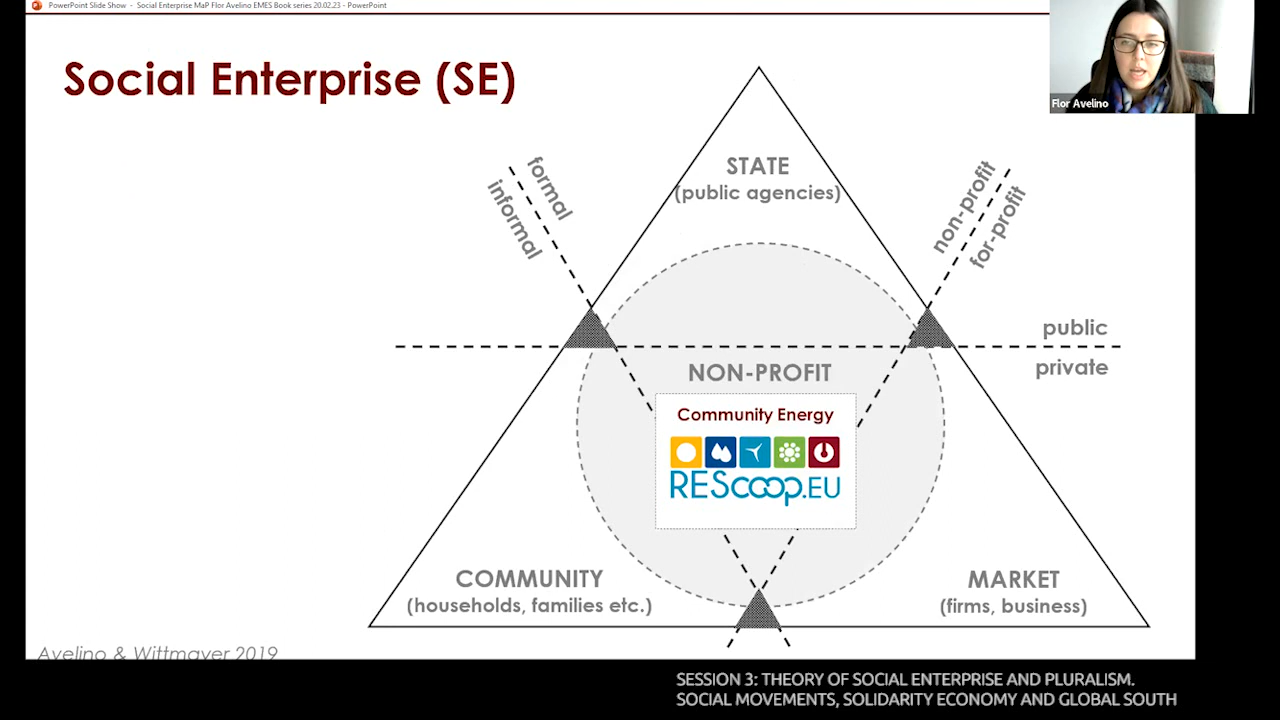 PowerPoint Slide Show - Social Enterprise MaP Flor Avelino EMES Book series 20.02.23 - PowerPoint
Social Enterprise (SE)
Flor Avelino
STATE
(public agencies)
formal
informal
non-profit
for-profit
public
private
NON-PROFIT
Community Energy
REScoop.EU
COMMUNITY
(households, families etc.)
MARKET
(firms, business)
Avelino & Wittmayer 2019
SESSION 3: THEORY OF SOCIAL ENTERPRISE AND PLURALISM.
SOCIAL MOVEMENTS, SOLIDARITY ECONOMY AND GLOBAL SOUTH